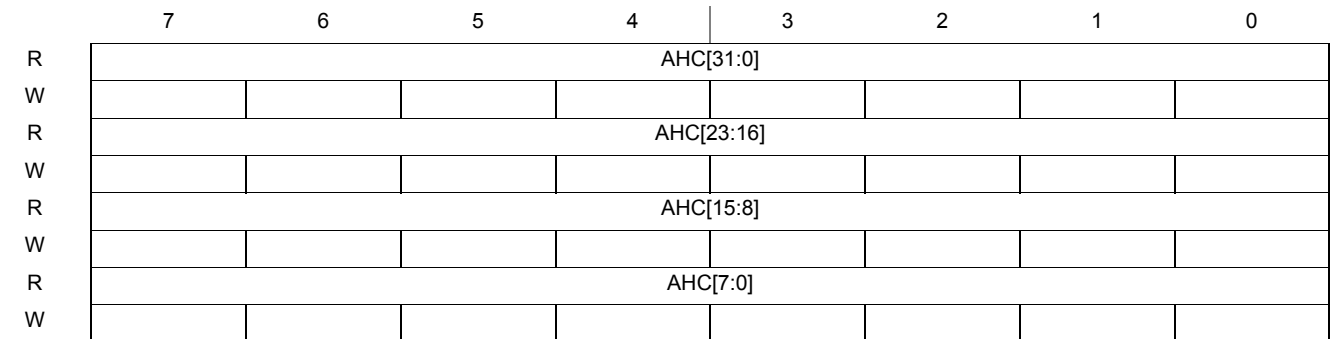 7 6 5 4 3 2 1 0
R AHC[31:0]
W
R AHC[23:16]
W
R AHC[15:8]
W
R AHC[7:0]
W